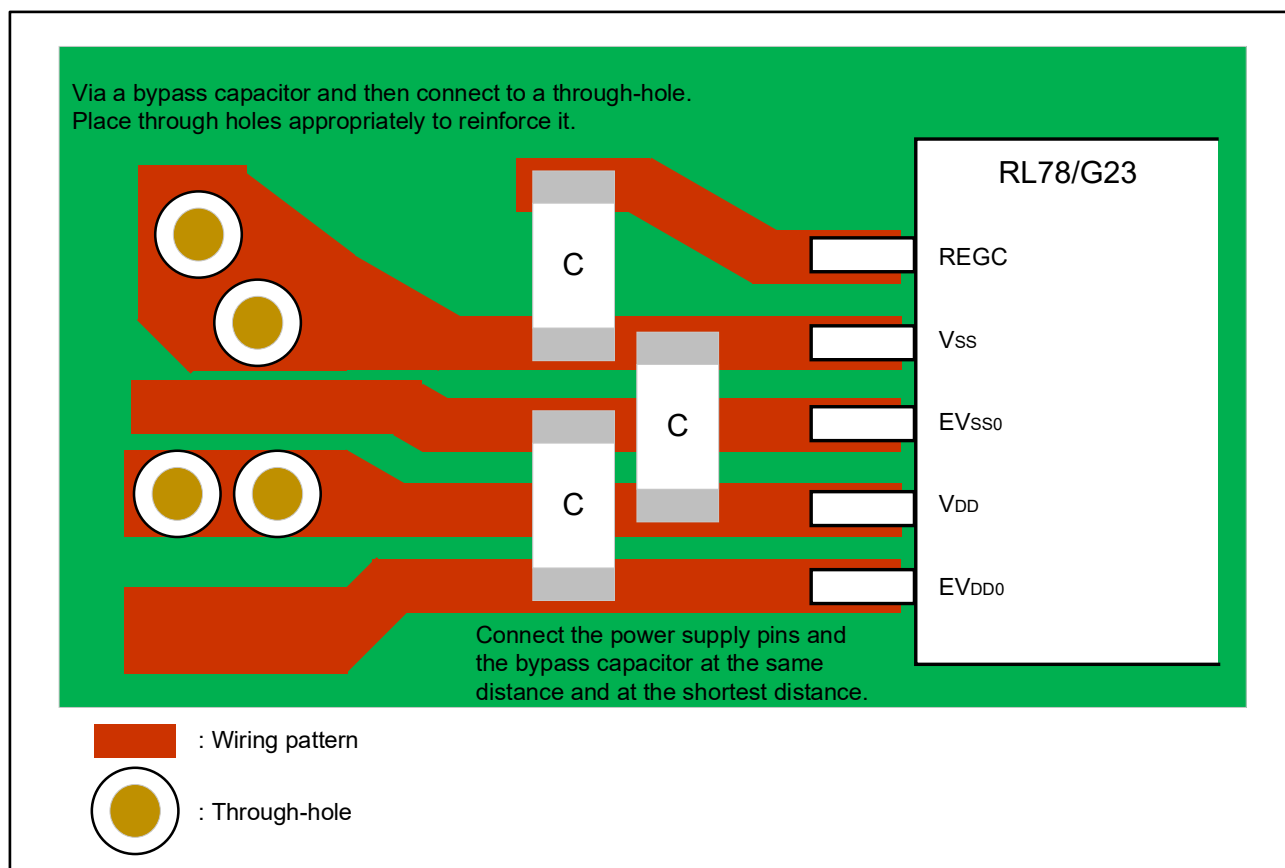 Via a bypass capacitor and then connect to a through-hole.
Place through holes appropriately to reinforce it.
RL78/G23
REGC
C
VSS
C
EVSS0
C
VDD
EVDD0
Connect the power supply pins and
the bypass capacitor at the same
distance and at the shortest distance.
: Wiring pattern
: Through-hole